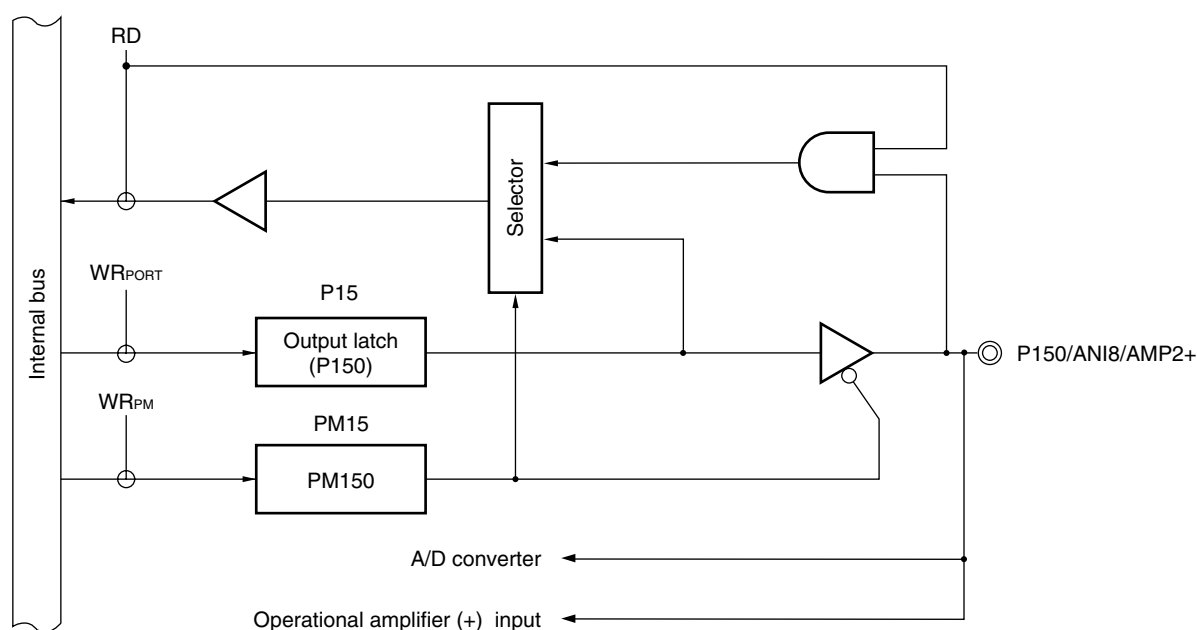 RD
Selector
Internal bus
WRPORT
P15
Output latch
(P150)
P150/ANI8/AMP2+
WRPM
PM15
PM150
A/D converter
Operational amplifier (+) input